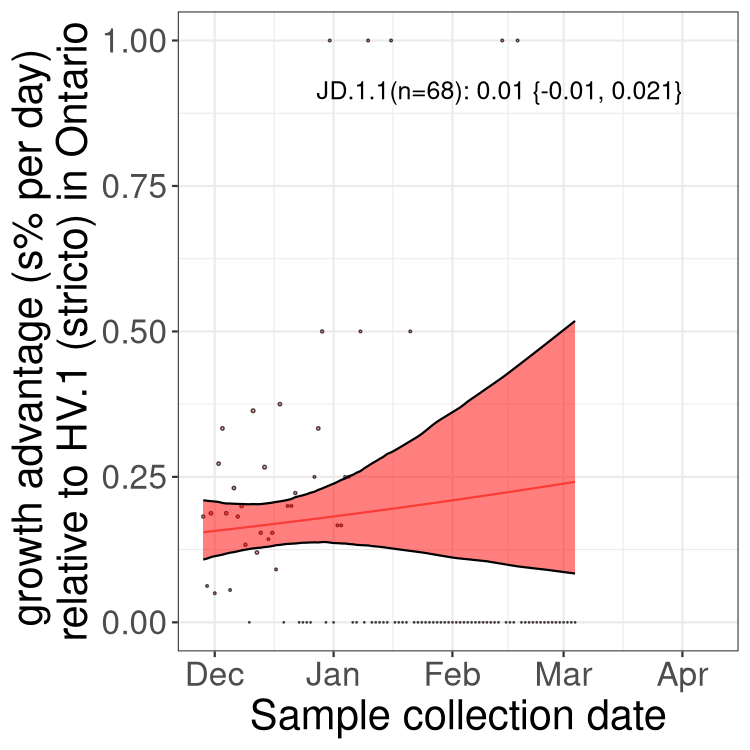 growth advantage (s% per day)
relative to HV.1 (stricto) in Ontario
1.00
0.75
0.50
0.25
0.00
JD.1.1(n=68): 0.01 {-0.01, 0.021}
Dec Jan Feb Mar Apr
Sample collection date